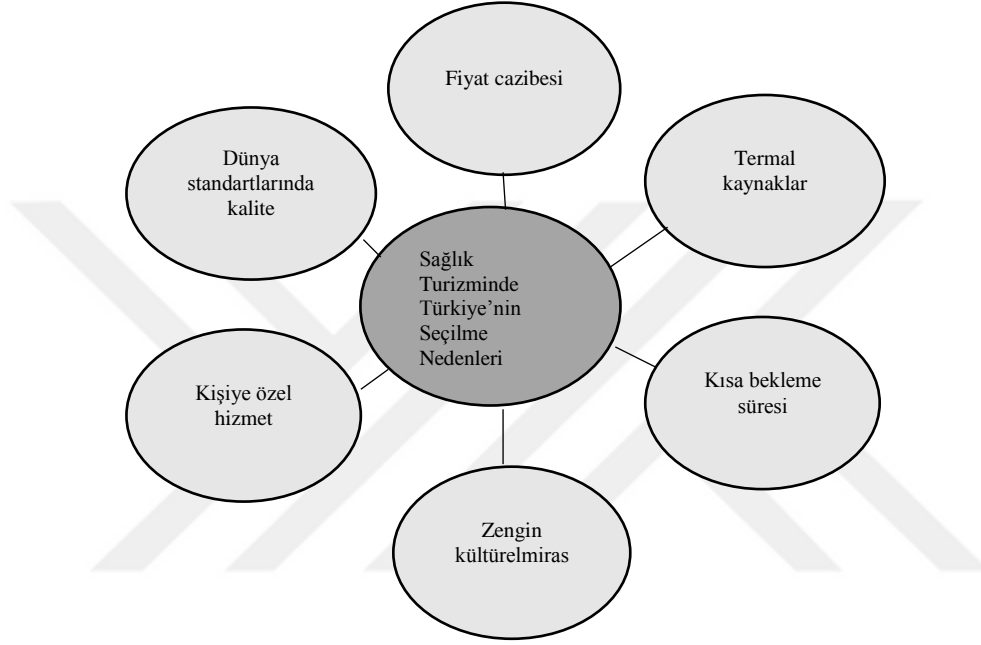 Fiyat cazibesi
Dünya
standartlarında
kalite
Termal
kaynaklar
Sağlık
Turizminde
Türkiye’nin
Seçilme
Nedenleri
Kişiye özel
hizmet
Kısa bekleme
süresi
Zengin
kültürelmiras